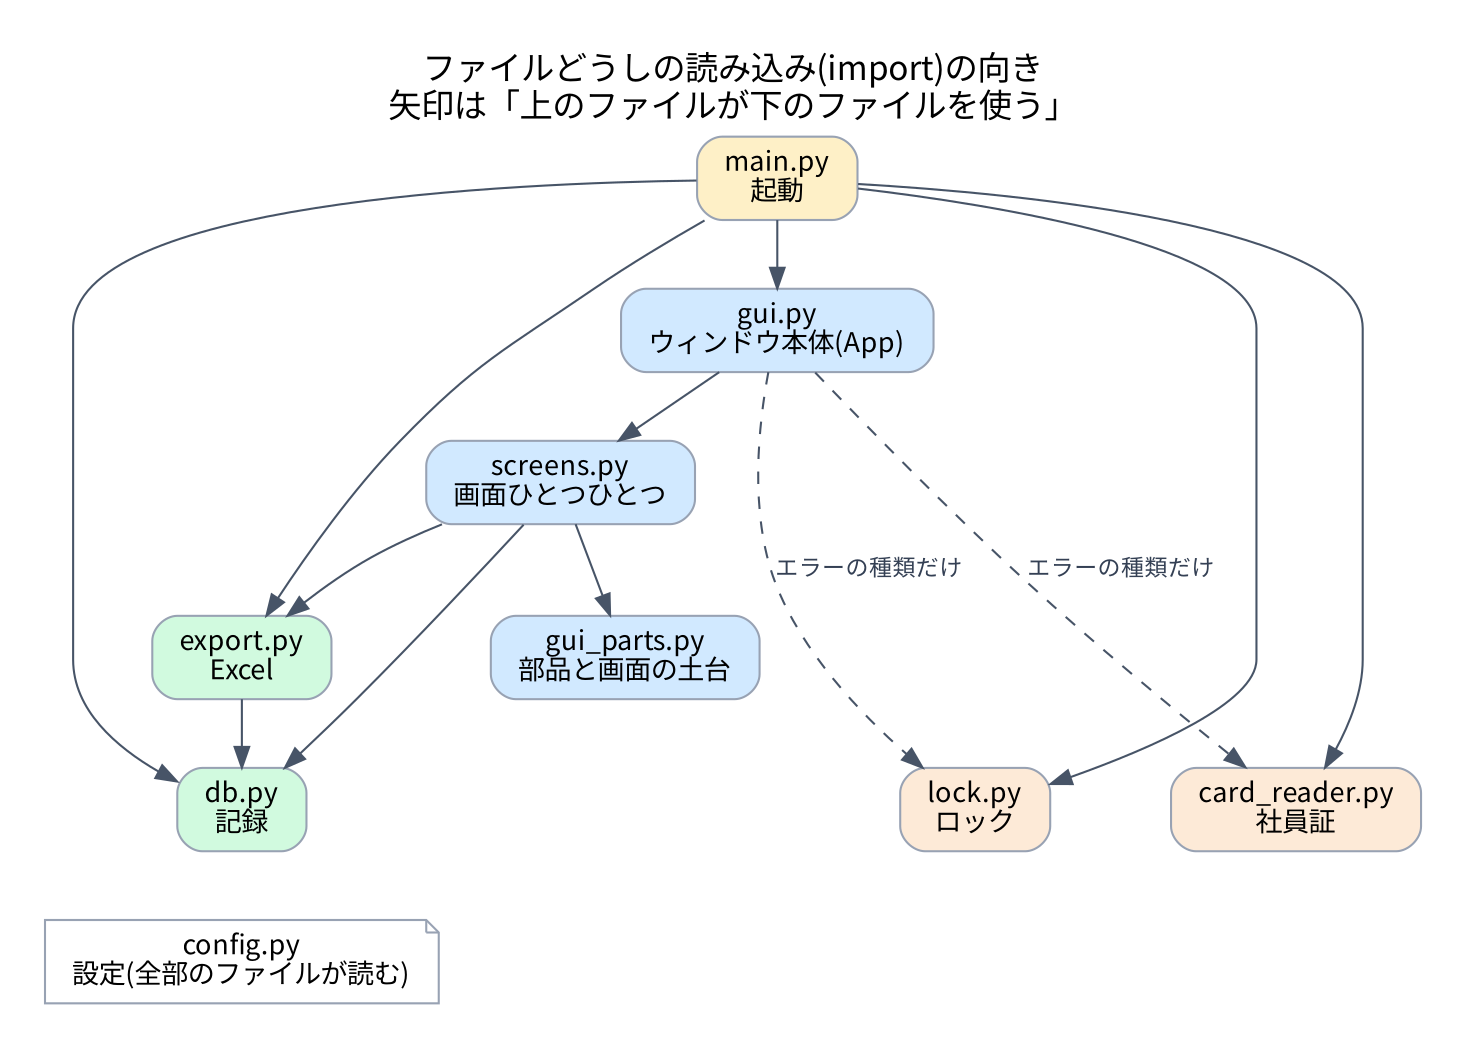 ファイルどうしの読み込み(import)の向き
矢印は「上のファイルが下のファイルを使う」
main.py
起動
gui.py
ウィンドウ本体(App)
screens.py
画面ひとつひとつ
エラーの種類だけ
エラーの種類だけ
export.py
Excel
gui_parts.py
部品と画面の土台
db.py
記録
lock.py
ロック
card_reader.py
社員証
config.py
設定(全部のファイルが読む)